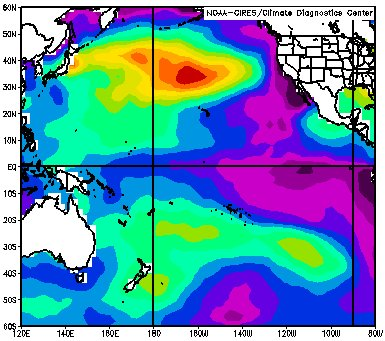 NOAA-CIRES/Climate Diagnostics Center
60N
50N
40N
30N
20N
10N
EQ
10S
20S
30S
40S
50S
60S
120E 140E 160E 180 160W 140W 120W 100W 80W